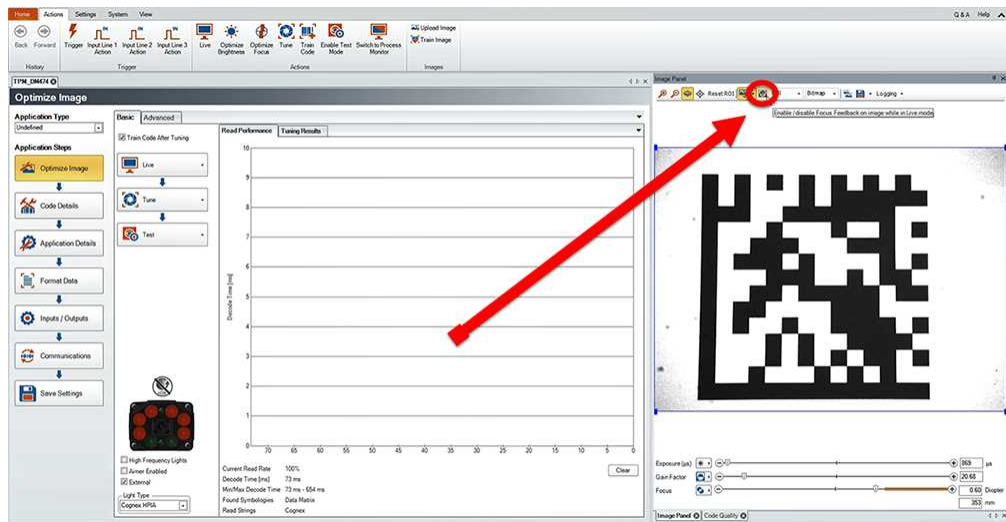 Home Actions Settings System View Q&A Help
Back Forward Trigger Input Line 1 Action Input Line 2 Action Input Line 3 Action Live Optimize Brightness Optimize Focus Tune Train Code Enable Test Mode Switch to Process Monitor Upload Image
Train Image
History Trigger Actions Images
TPM_DM474
Image Panel
Optimize Image
Reset ROI Bitmap Logging
Enable/disable Focus Feedback on image while in Live mode
Application Type
Undefined
Basic Advanced
Train Code After Tuning
Read Performance Tuning Results
Application Steps
Optimize Image
Code Details
Application Details
Format Data
Inputs / Outputs
Communications
Save Settings
Live
Tune
Test
High Frequency Lights
Aimer Enabled
External
Light Type
Cognex HPIA
Decode Time [ms]
10
9
8
7
6
5
4
3
2
1
0
70 65 60 55 50 45 40 35 30 25 20 15 10 5 0
Current Read Rate 100%
Decode Time [ms] 73 ms
Min/Max Decode Time 73 ms - 654 ms
Found Symbologies Data Matrix
Read Strings Cognex
Clear
Exposure (µs) 869 µs
Gain Factor 20.68
Focus 0.60 Diopter
353 mm
Image Panel Code Quality